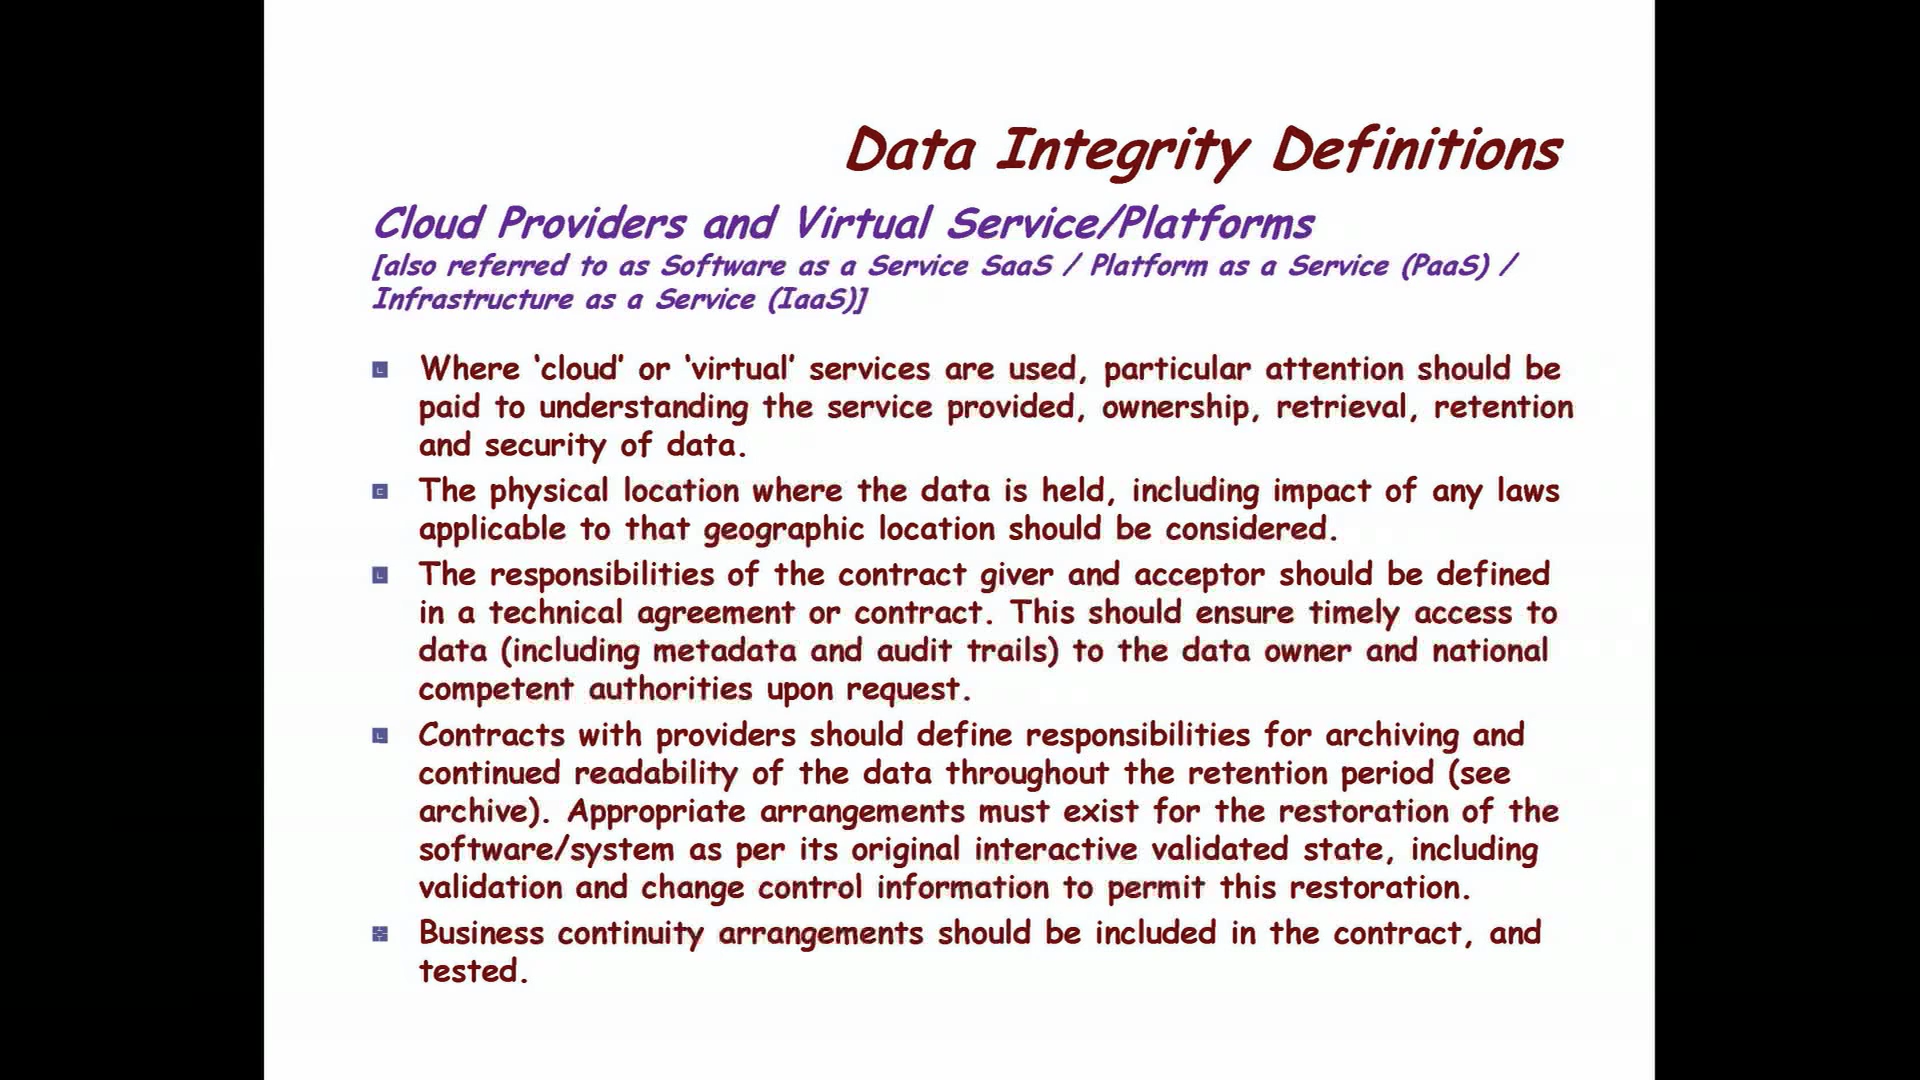 Data Integrity Definitions
Cloud Providers and Virtual Service/Platforms
[also referred to as Software as a Service SaaS / Platform as a Service (PaaS) /
Infrastructure as a Service (IaaS)]
Where ‘cloud’ or ‘virtual’ services are used, particular attention should be
paid to understanding the service provided, ownership, retrieval, retention
and security of data.
The physical location where the data is held, including impact of any laws
applicable to that geographic location should be considered.
The responsibilities of the contract giver and acceptor should be defined
in a technical agreement or contract. This should ensure timely access to
data (including metadata and audit trails) to the data owner and national
competent authorities upon request.
Contracts with providers should define responsibilities for archiving and
continued readability of the data throughout the retention period (see
archive). Appropriate arrangements must exist for the restoration of the
software/system as per its original interactive validated state, including
validation and change control information to permit this restoration.
Business continuity arrangements should be included in the contract, and
tested.